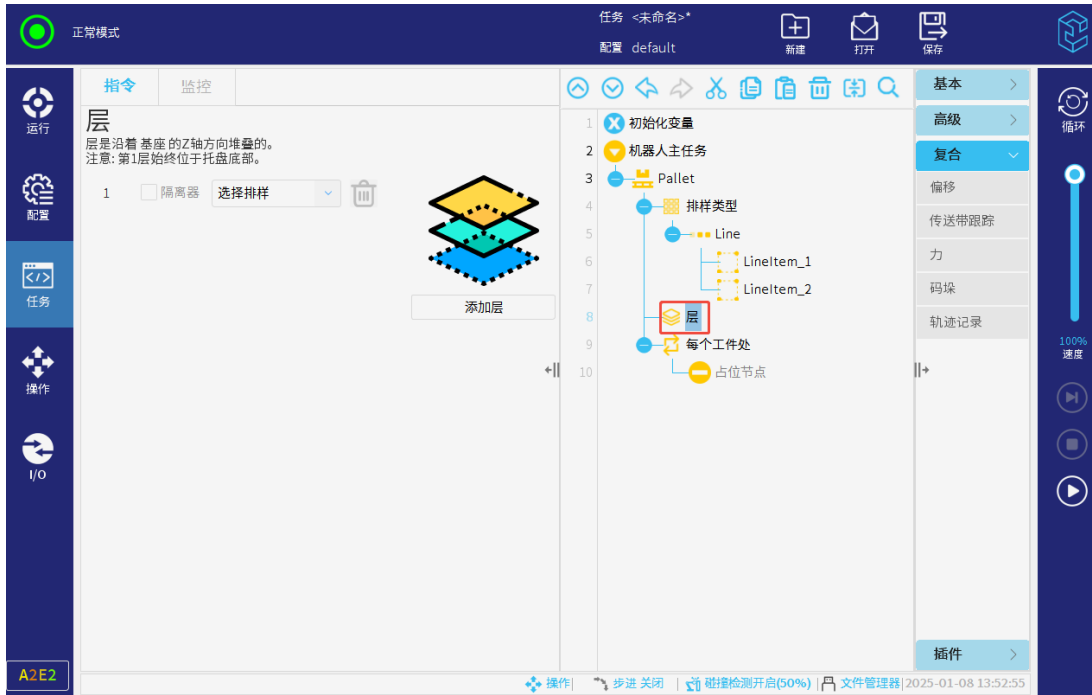 正常模式
任务 <未命名>*
配置 default
新建
打开
保存
运行
配置
任务
操作
I/O
A2E2
指令
监控
层
层是沿着 基座 的Z轴方向堆叠的。
注意: 第1层始终位于托盘底部。
1 隔离器 选择排样
添加层
1 初始化变量
2 机器人主任务
3 Pallet
4 排样类型
5 Line
6 LineItem_1
7 LineItem_2
8 层
9 每个工件处
10 占位节点
基本
高级
复合
偏移
传送带跟踪
力
码垛
轨迹记录
插件
循环
100%
速度
操作 步进 关闭 碰撞检测开启(50%) 文件管理器 2025-01-08 13:52:55